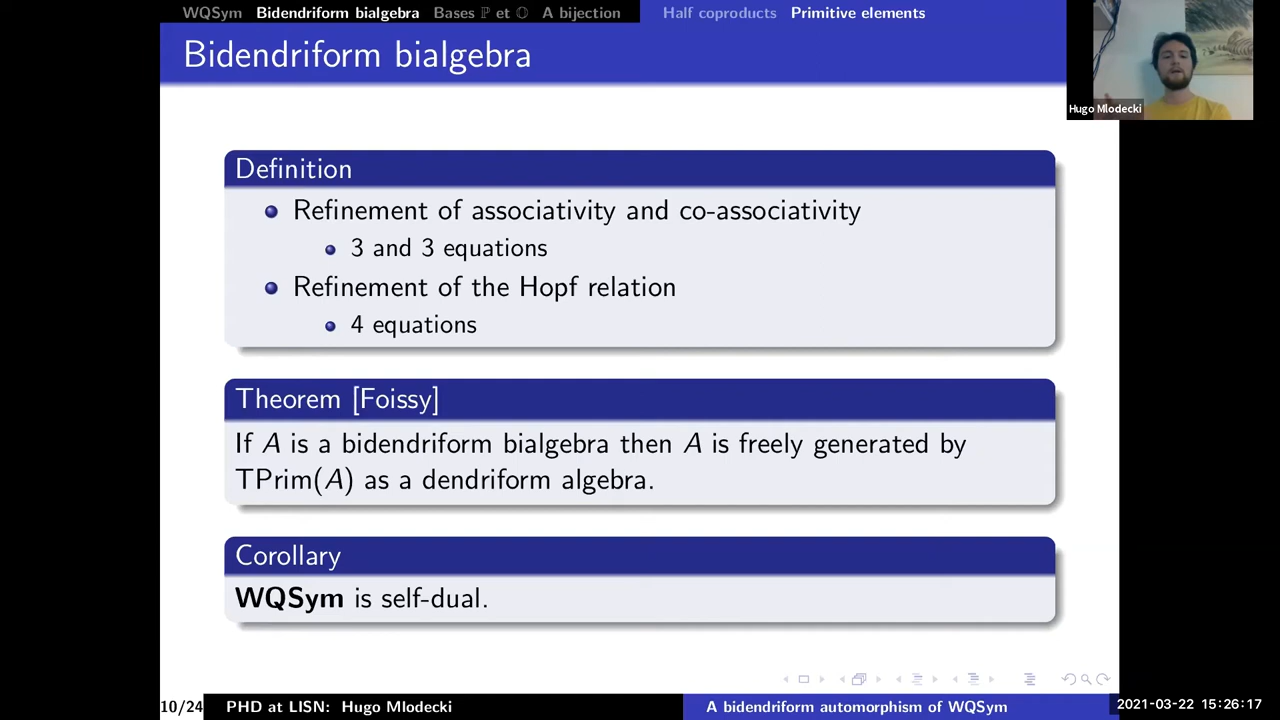 WQSym Bidendriform bialgebra Bases ℙ et 𝕆 A bijection Half coproducts Primitive elements
Bidendriform bialgebra
Hugo Mlodecki
Definition
Refinement of associativity and co-associativity
3 and 3 equations
Refinement of the Hopf relation
4 equations
Theorem [Foissy]
If A is a bidendriform bialgebra then A is freely generated by
TPrim(A) as a dendriform algebra.
Corollary
WQSym is self-dual.
10/24 PHD at LISN: Hugo Mlodecki A bidendriform automorphism of WQSym 2021-03-22 15:26:17